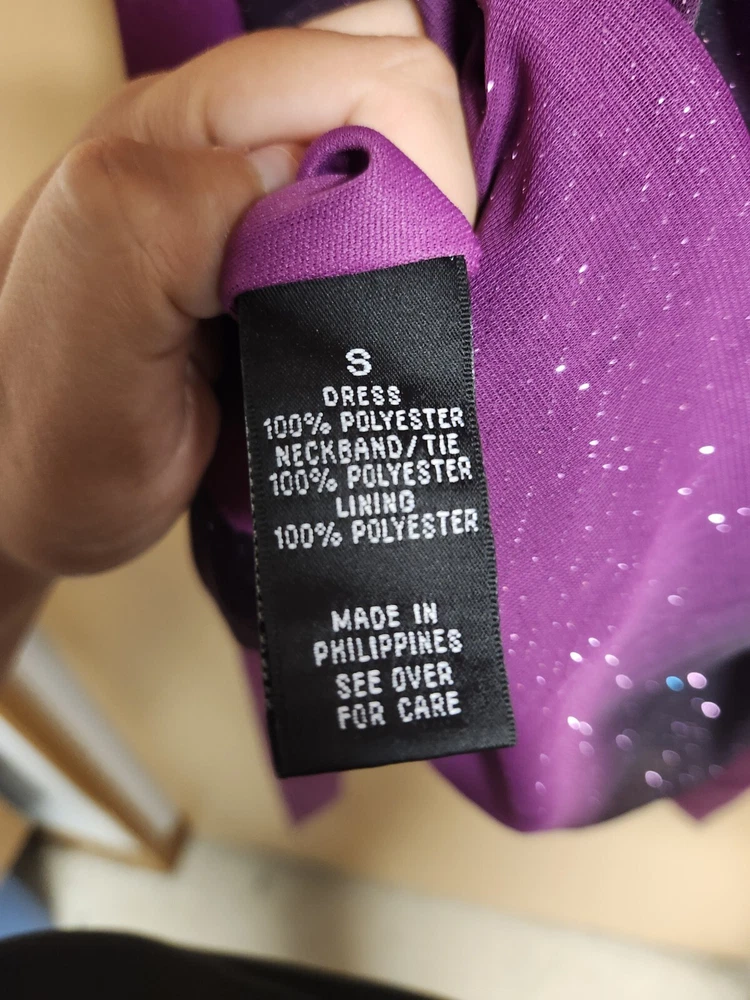 S
DRESS
100% POLYESTER
NECKBAND/TIE
100% POLYESTER
LINING
100% POLYESTER
MADE IN
PHILIPPINES
SEE OVER
FOR CARE